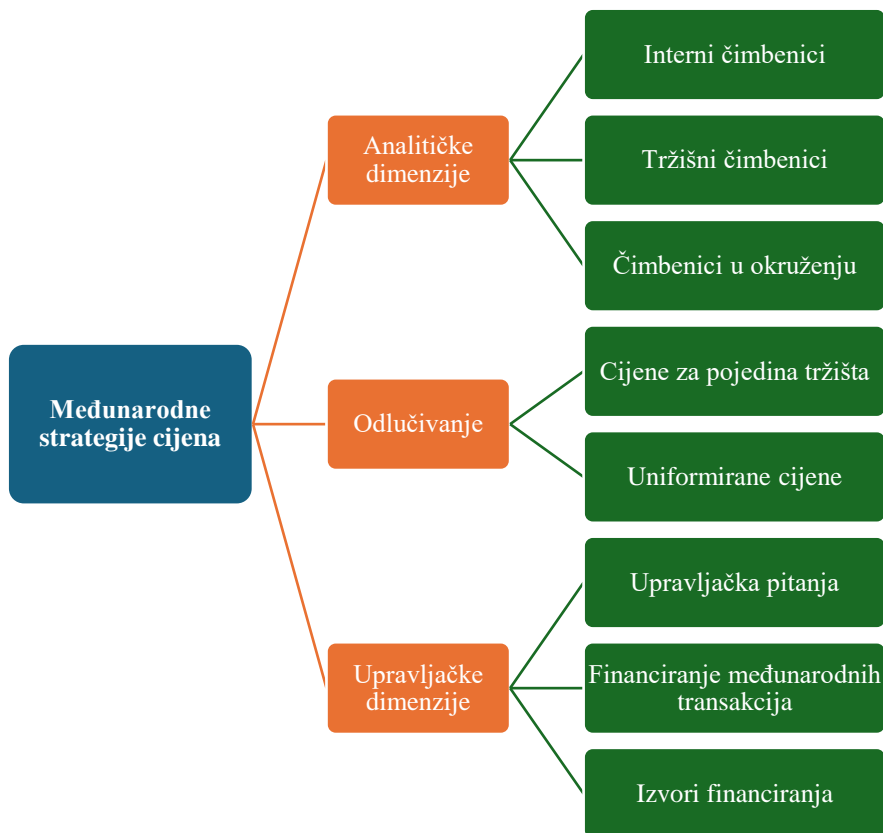 Međunarodne
strategije cijena
Analitičke
dimenzije
Interni čimbenici
Tržišni čimbenici
Čimbenici u okruženju
Odlučivanje
Cijene za pojedina tržišta
Uniformirane cijene
Upravljačke
dimenzije
Upravljačka pitanja
Financiranje međunarodnih
transakcija
Izvori financiranja